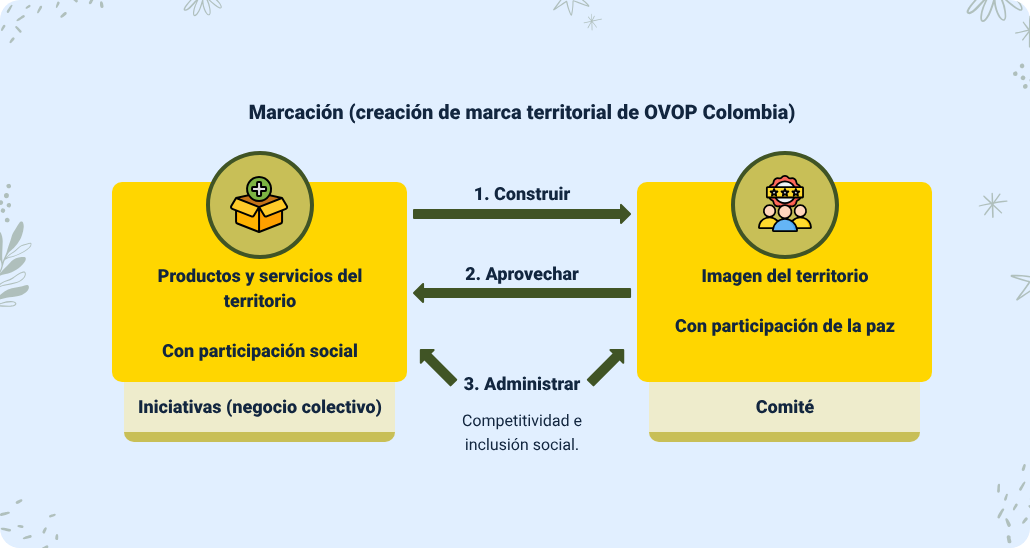 Marcación (creación de marca territorial de OVOP Colombia)
Productos y servicios del
territorio
Con participación social
Iniciativas (negocio colectivo)
1. Construir
2. Aprovechar
3. Administrar
Competitividad e
inclusión social.
Imagen del territorio
Con participación de la paz
Comité